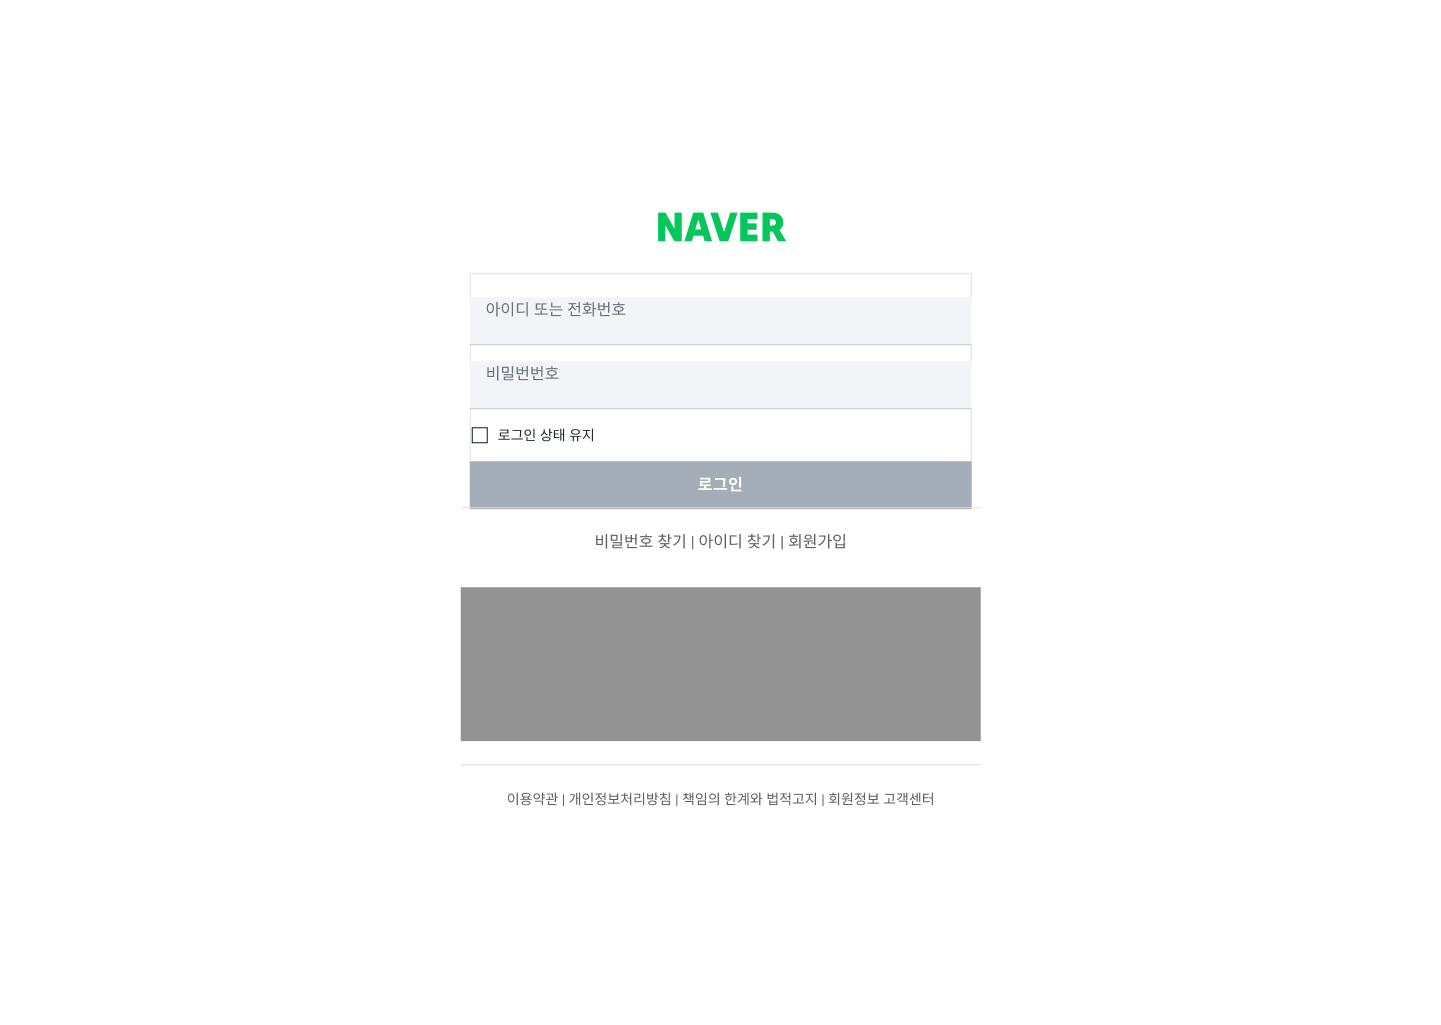 NAVER
아이디 또는 전화번호
비밀번번호
로그인 상태 유지
로그인
비밀번호 찾기 | 아이디 찾기 | 회원가입
이용약관 | 개인정보처리방침 | 책임의 한계와 법적고지 | 회원정보 고객센터